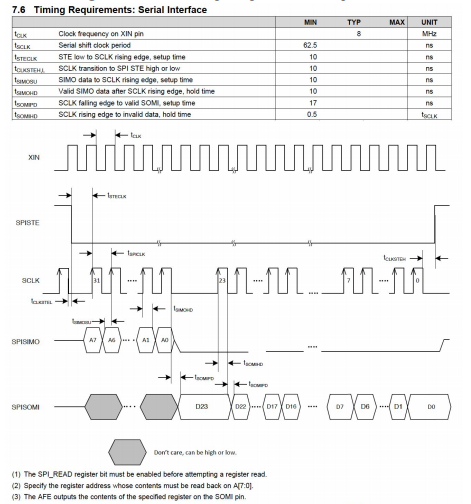 7.6 Timing Requirements: Serial Interface
MIN TYP MAX UNIT
tCLK Clock frequency on XIN pin 8 MHz
tSCLK Serial shift clock period 62.5 ns
tSTECLK STE low to SCLK rising edge, setup time 10 ns
tCLKSTEH,L SCLK transition to SPI STE high or low 10 ns
tSIMOSU SIMO data to SCLK rising edge, setup time 10 ns
tSIMOHD Valid SIMO data after SCLK rising edge, hold time 10 ns
tSOMIPD SCLK falling edge to valid SOMI, setup time 17 ns
tSOMIHD SCLK rising edge to invalid data, hold time 0.5 tSCLK
tCLK
XIN
tSTECLK
SPISTE
tSPICLK
tCLKSTEH
SCLK 31 23 7 0
tCLKSTEL
tSIMOHD
tSIMOSU
SPISIMO A7 A6 A1 A0
tSOMIHD
tSOMIPD
tSOMIPD
SPISOMI D23 D22 D17 D16 D7 D6 D1 D0
Don't care, can be high or low.
(1) The SPI_READ register bit must be enabled before attempting a register read.
(2) Specify the register address whose contents must be read back on A[7:0].
(3) The AFE outputs the contents of the specified register on the SOMI pin.